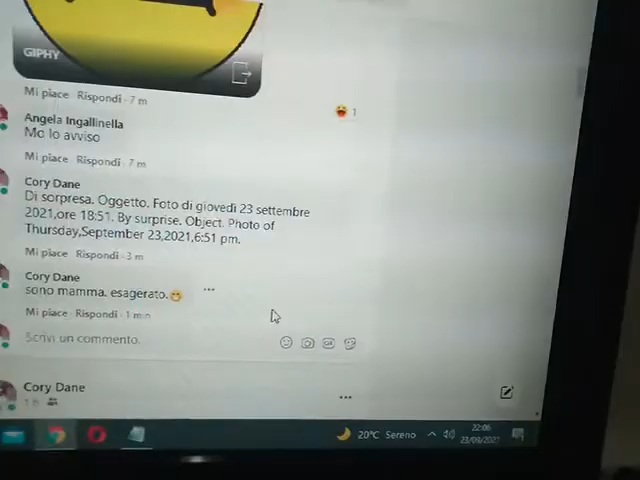 GIPHY
Mi piace Rispondi · 7 m
1
Angela Ingallinella
Mo lo avviso
Mi piace Rispondi · 7 m
Cory Dane
Di sorpresa. Oggetto. Foto di giovedì 23 settembre
2021,ore 18:51. By surprise. Object. Photo of
Thursday,September 23,2021,6:51 pm.
Mi piace Rispondi · 3 m
Cory Dane
sono mamma. esagerato.
Mi piace Rispondi · 1 min
Scrivi un commento.
GIF
Cory Dane
1 h
20°C Sereno
22:06
23/09/2021